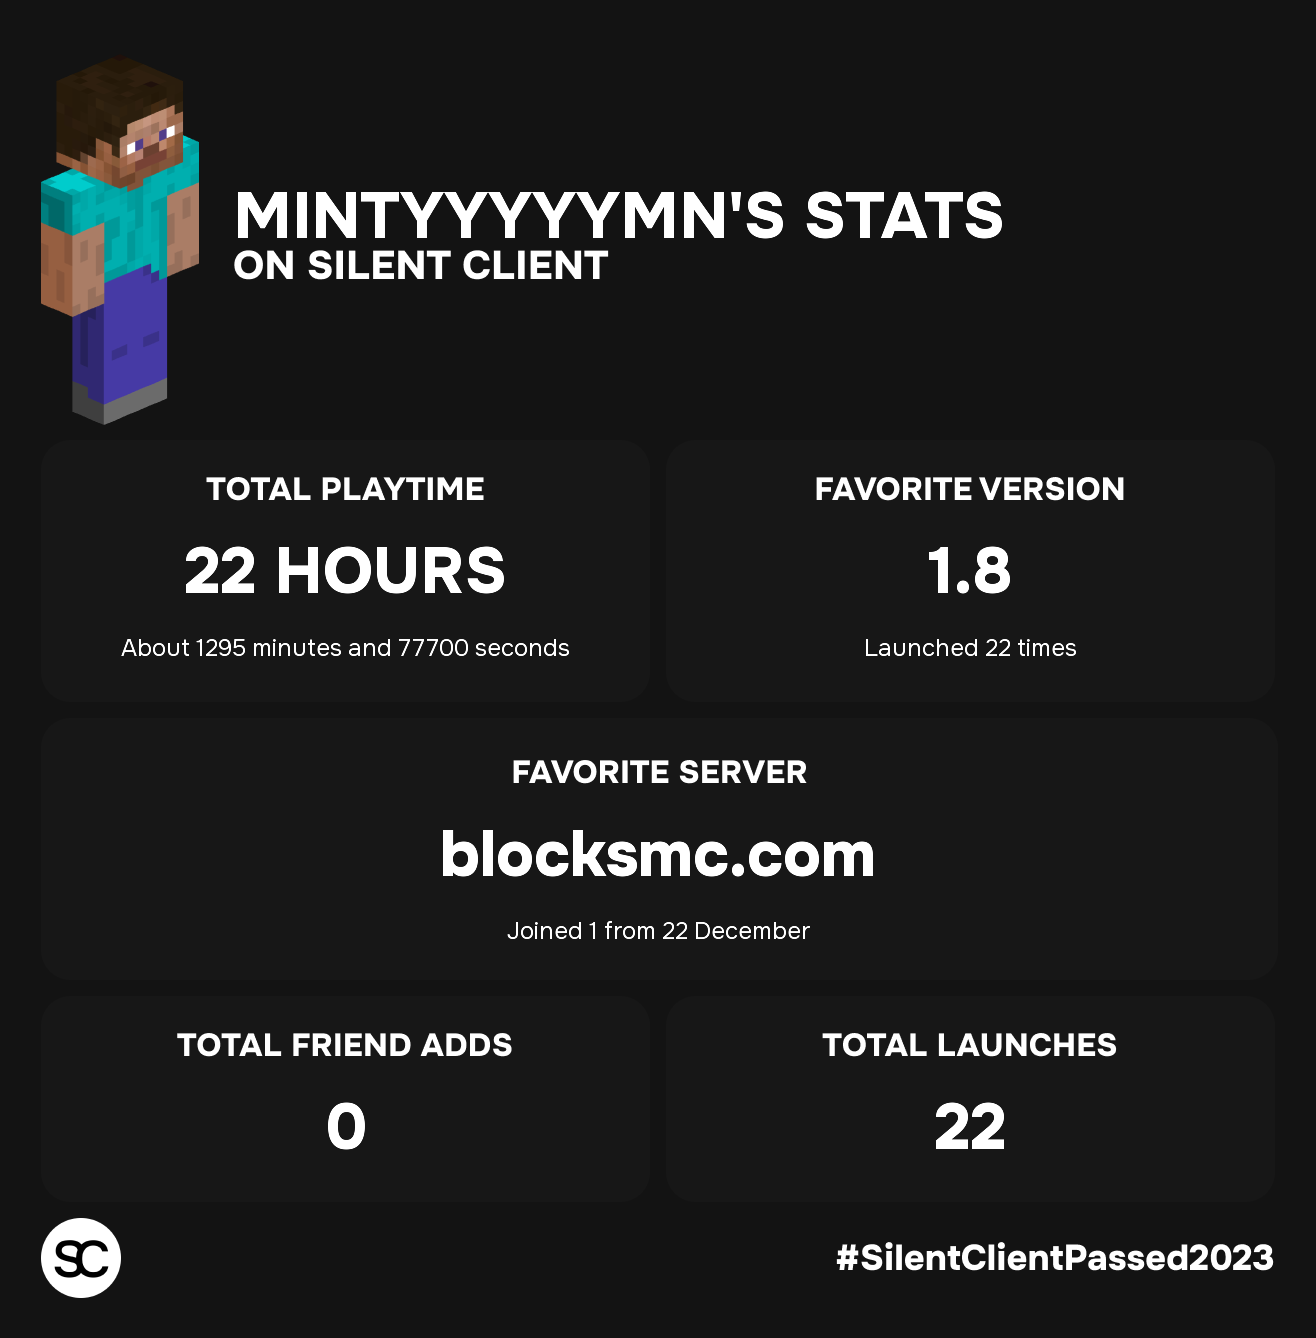 MINTYYYYYMN'S STATS
ON SILENT CLIENT
TOTAL PLAYTIME
22 HOURS
About 1295 minutes and 77700 seconds
FAVORITE VERSION
1.8
Launched 22 times
FAVORITE SERVER
blocksmc.com
Joined 1 from 22 December
TOTAL FRIEND ADDS
0
TOTAL LAUNCHES
22
SC
#SilentClientPassed2023